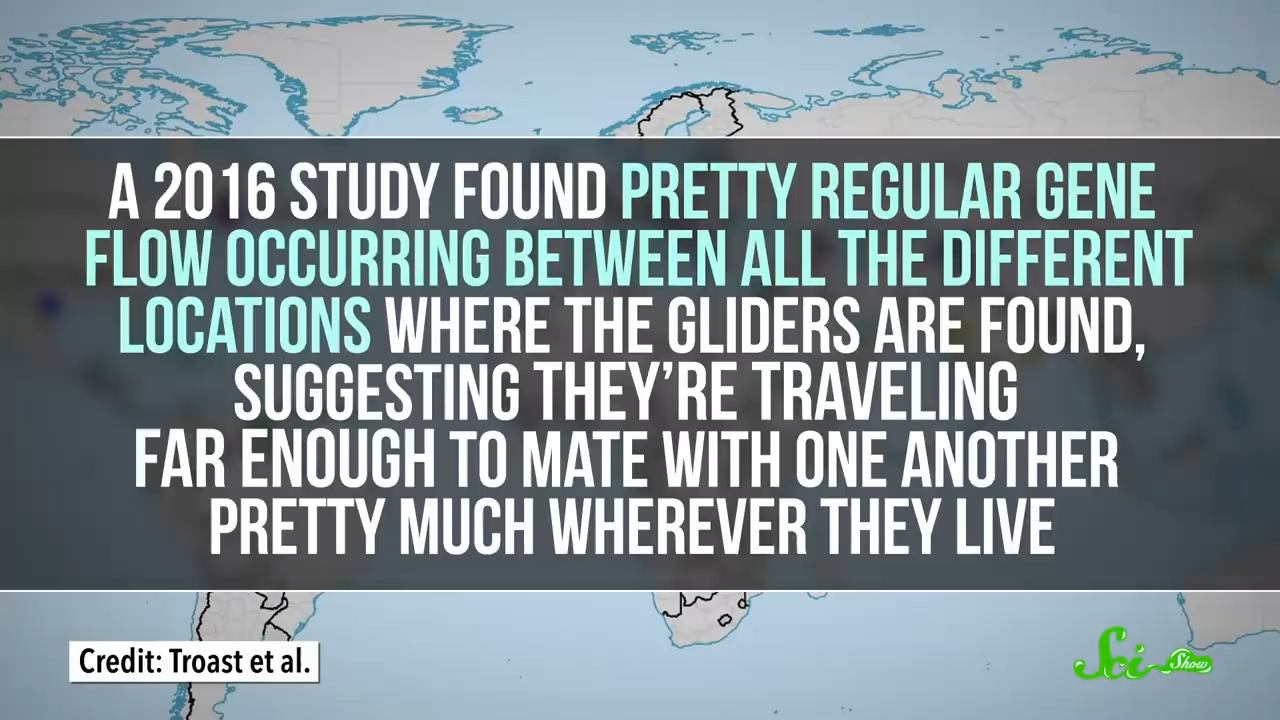 A 2016 STUDY FOUND PRETTY REGULAR GENE
FLOW OCCURRING BETWEEN ALL THE DIFFERENT
LOCATIONS WHERE THE GLIDERS ARE FOUND,
SUGGESTING THEY'RE TRAVELING
FAR ENOUGH TO MATE WITH ONE ANOTHER
PRETTY MUCH WHEREVER THEY LIVE
Credit: Troast et al.
Sci Show